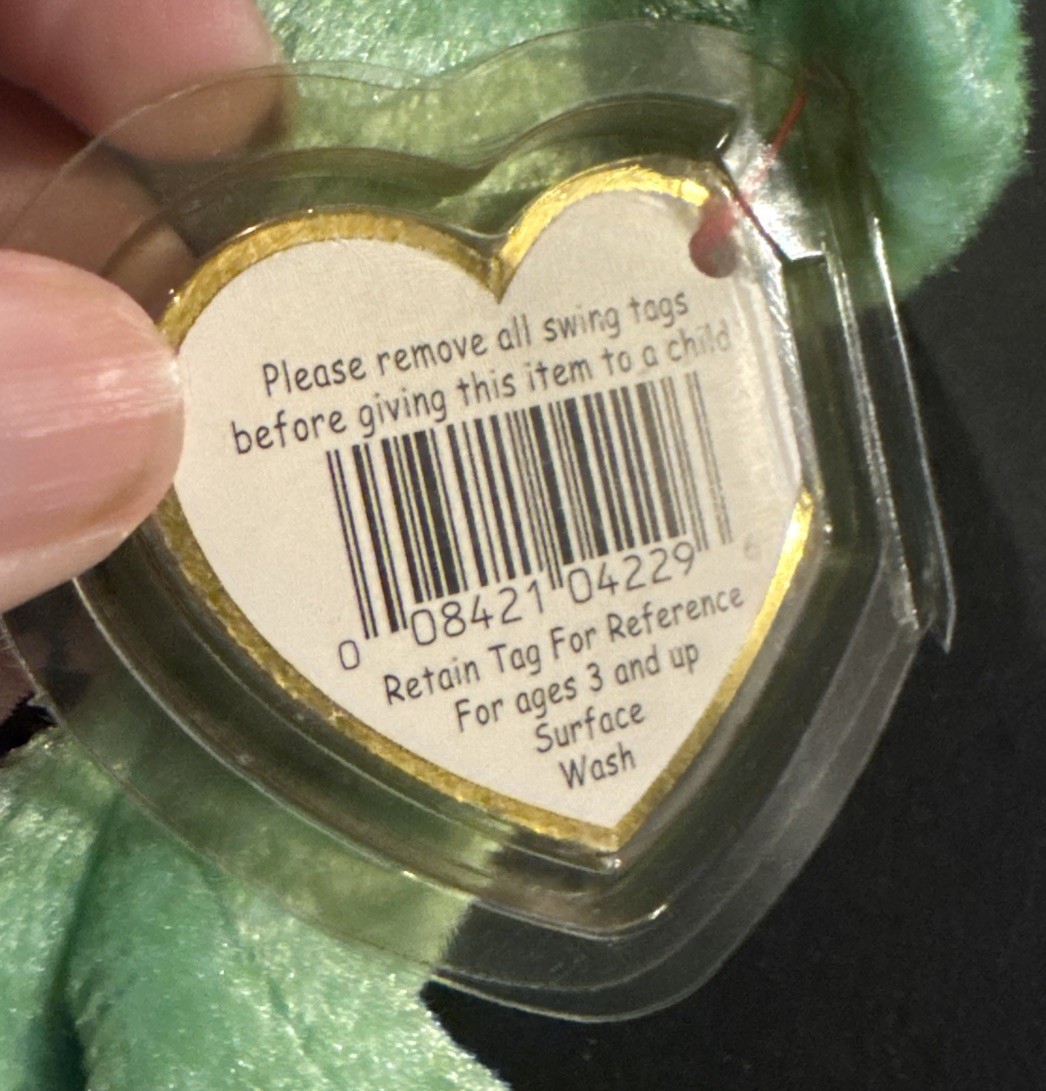 Please remove all swing tags
before giving this item to a child
0 08421 04229 6
Retain Tag For Reference
For ages 3 and up
Surface
Wash